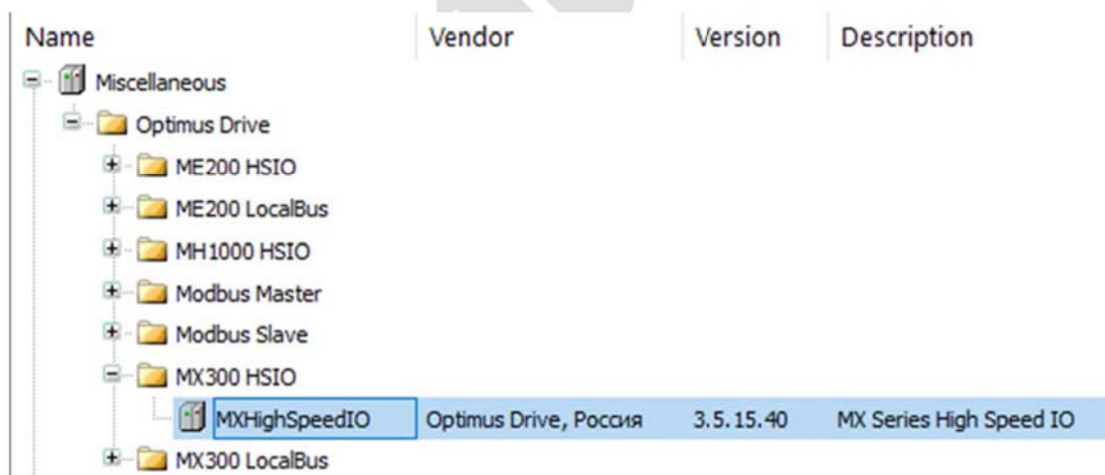 Name Vendor Version Description
Miscellaneous
Optimus Drive
ME200 HSIO
ME200 LocalBus
MH1000 HSIO
Modbus Master
Modbus Slave
MX300 HSIO
MXHighSpeedIO Optimus Drive, Россия 3.5.15.40 MX Series High Speed IO
MX300 LocalBus